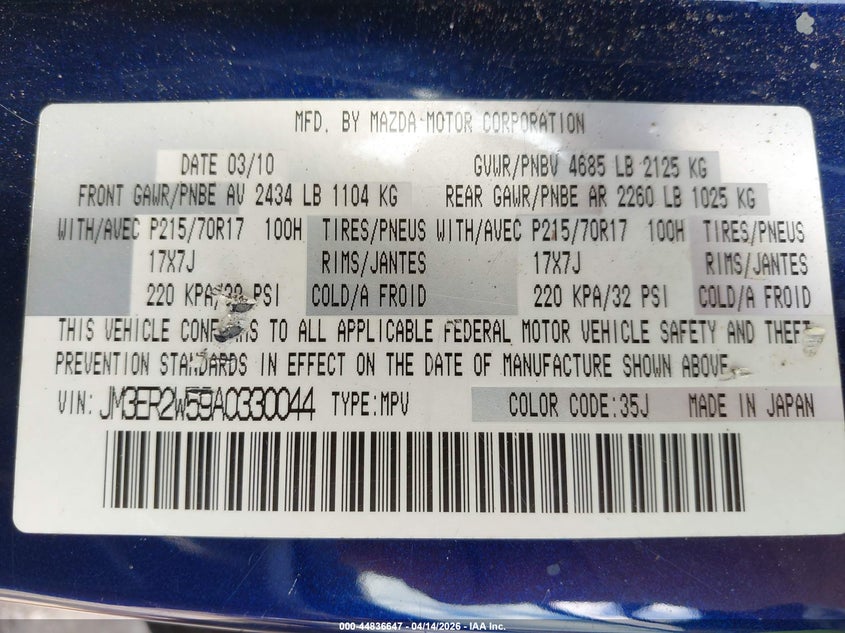 MFD. BY MAZDA MOTOR CORPORATION
DATE 03/10 GVWR/PNBV 4685 LB 2125 KG
FRONT GAWR/PNBE AV 2434 LB 1104 KG REAR GAWR/PNBE AR 2260 LB 1025 KG
WITH/AVEC P215/70R17 100H TIRES/PNEUS WITH/AVEC P215/70R17 100H TIRES/PNEUS
17X7J RIMS/JANTES 17X7J RIMS/JANTES
220 KPA/ PSI COLD/A FROID 220 KPA/32 PSI COLD/A FROID
THIS VEHICLE TO ALL APPLICABLE FEDERAL MOTOR VEHICLE SAFETY AND THEFT
PREVENTION STANDARDS IN EFFECT ON THE DATE OF MANUFACTURE SHOWN ABOVE.
VIN: JM3ER2W59A0330044 TYPE:MPV COLOR CODE:35J MADE IN JAPAN
000-44836647 - 04/14/2026 - IAA Inc.